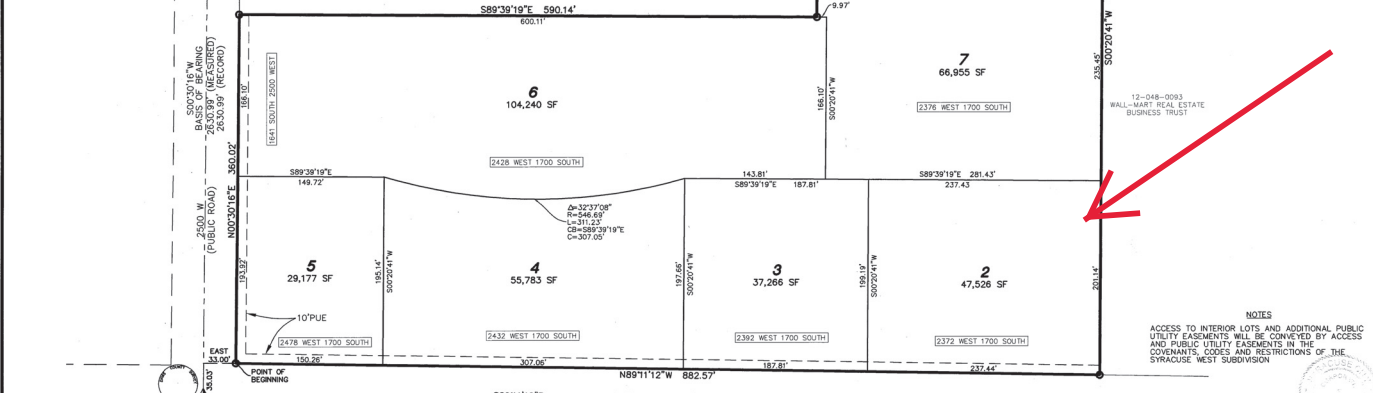 S89°39'19"E 590.14'
600.11'
9.97'
S00°30'16"W
BASIS OF BEARING
2630.99' (MEASURED)
2630.99' (RECORD)
166.10'
1641 SOUTH 2500 WEST
6
104,240 SF
2428 WEST 1700 SOUTH
166.10'
S00°20'41"W
7
66,955 SF
2376 WEST 1700 SOUTH
235.45'
S00°20'41"W
12-048-0093
WALL-MART REAL ESTATE
BUSINESS TRUST
N00°30'16"E 360.02'
2500 W
(PUBLIC ROAD)
S89°39'19"E
149.72'
143.81'
S89°39'19"E 187.81'
S89°39'19"E 281.43'
237.43
Δ=32°37'08"
R=546.69'
L=311.23'
CB=S89°39'19"E
C=307.05'
193.92'
5
29,177 SF
195.14'
S00°20'41"W
4
55,783 SF
197.66'
S00°20'41"W
3
37,266 SF
199.19'
S00°20'41"W
2
47,526 SF
201.14'
10'PUE
2478 WEST 1700 SOUTH
2432 WEST 1700 SOUTH
2392 WEST 1700 SOUTH
2372 WEST 1700 SOUTH
EAST
33.00'
150.26'
307.06'
187.81'
237.44'
POINT OF
BEGINNING
N89°11'12"W 882.57'
35.03'
NOTES
ACCESS TO INTERIOR LOTS AND ADDITIONAL PUBLIC
UTILITY EASEMENTS WILL BE CONVEYED BY ACCESS
AND PUBLIC UTILITY EASEMENTS IN THE
COVENANTS, CODES AND RESTRICTIONS OF THE
SYRACUSE WEST SUBDIVISION